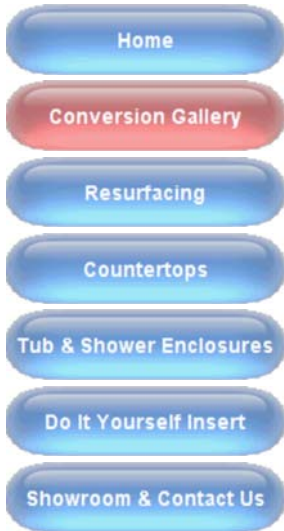 Home
Conversion Gallery
Resurfacing
Countertops
Tub & Shower Enclosures
Do It Yourself Insert
Showroom & Contact Us